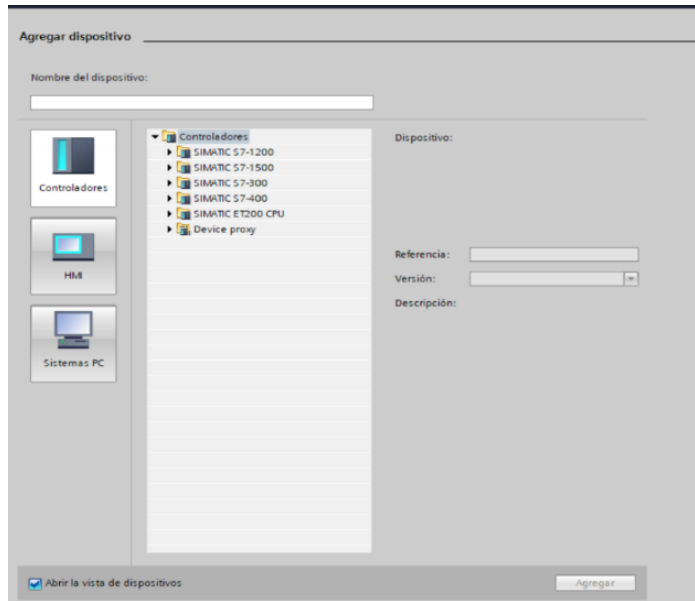 Agregar dispositivo
Nombre del dispositivo:
Controladores
HMI
Sistemas PC
Controladores
SIMATIC S7-1200
SIMATIC S7-1500
SIMATIC S7-300
SIMATIC S7-400
SIMATIC ET200 CPU
Device proxy
Dispositivo:
Referencia:
Versión:
Descripción:
Abrir la vista de dispositivos
Agregar